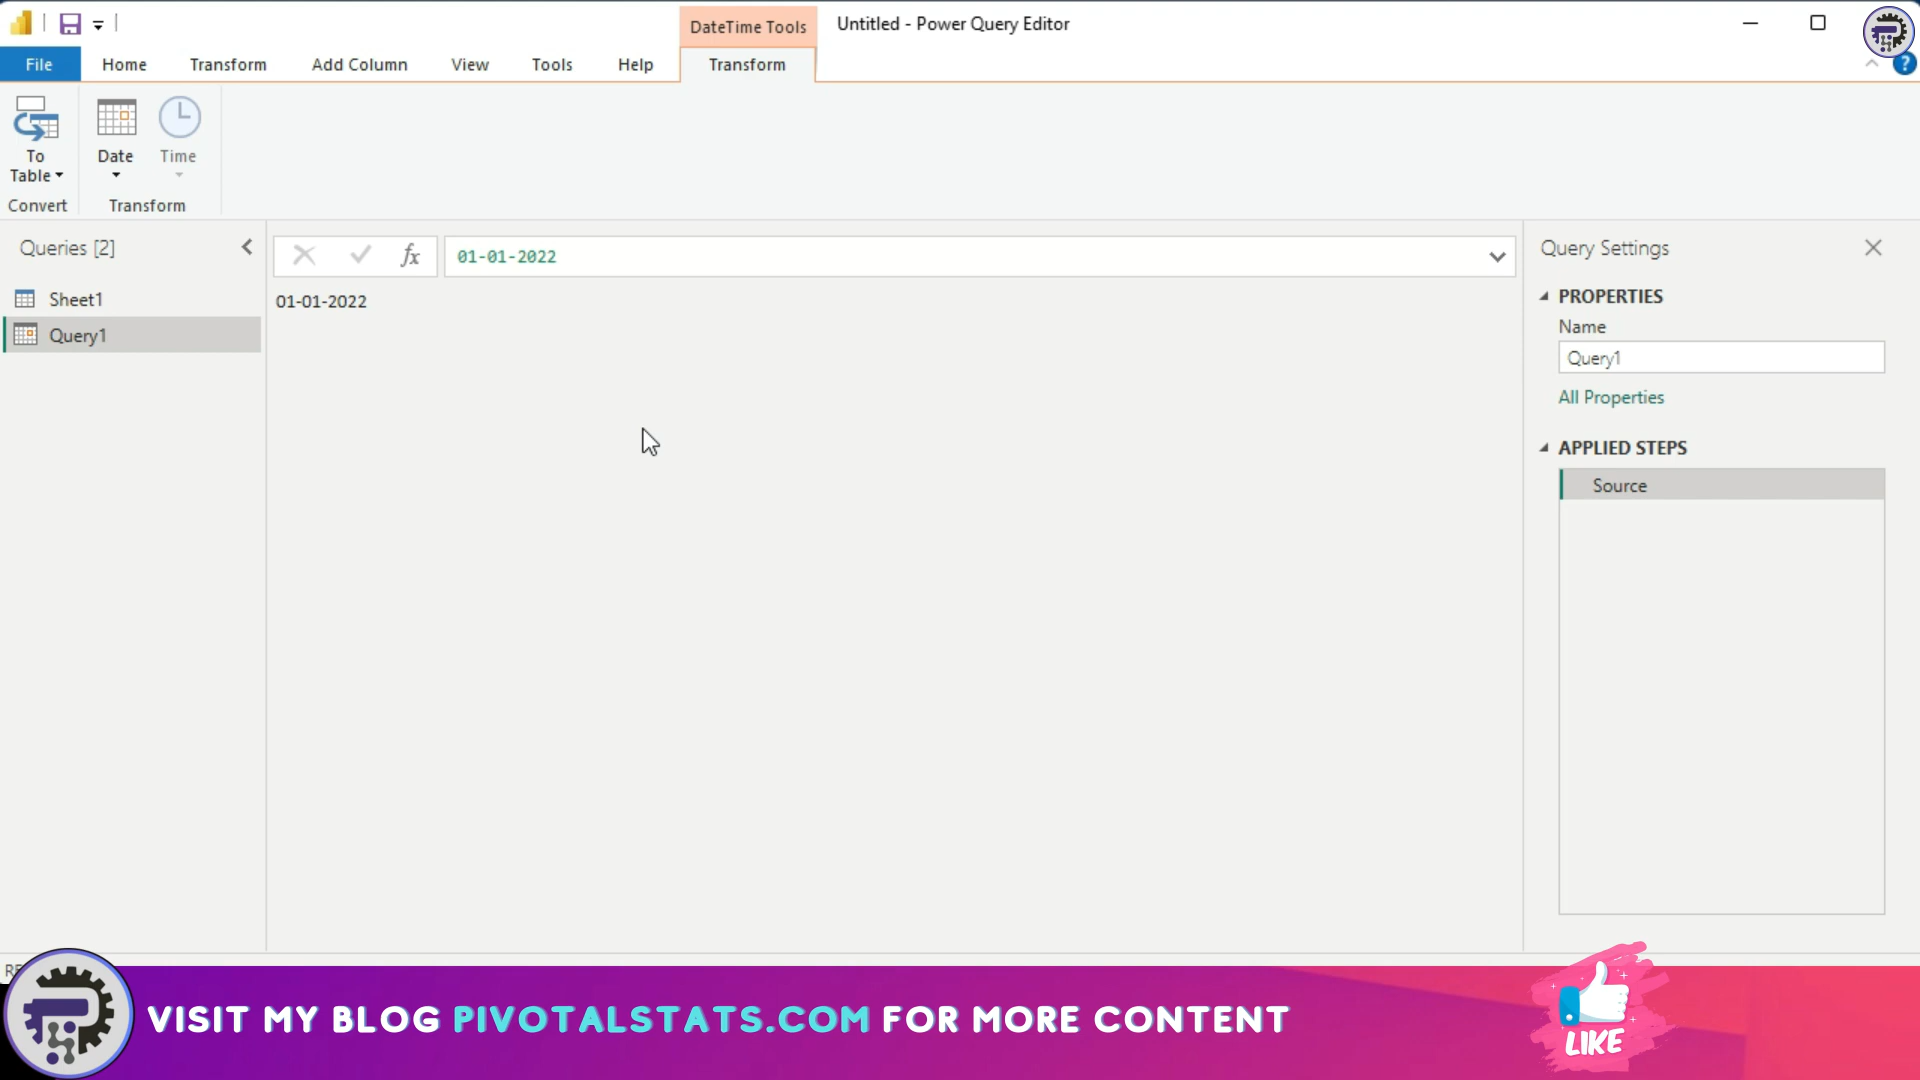 DateTime Tools
Untitled - Power Query Editor
File
Home
Transform
Add Column
View
Tools
Help
Transform
?
To
Table
Date
Time
Convert
Transform
Queries [2]
fx
01-01-2022
Query Settings
Sheet1
Query1
01-01-2022
PROPERTIES
Name
Query1
All Properties
APPLIED STEPS
Source
VISIT MY BLOG PIVOTALSTATS.COM FOR MORE CONTENT
LIKE